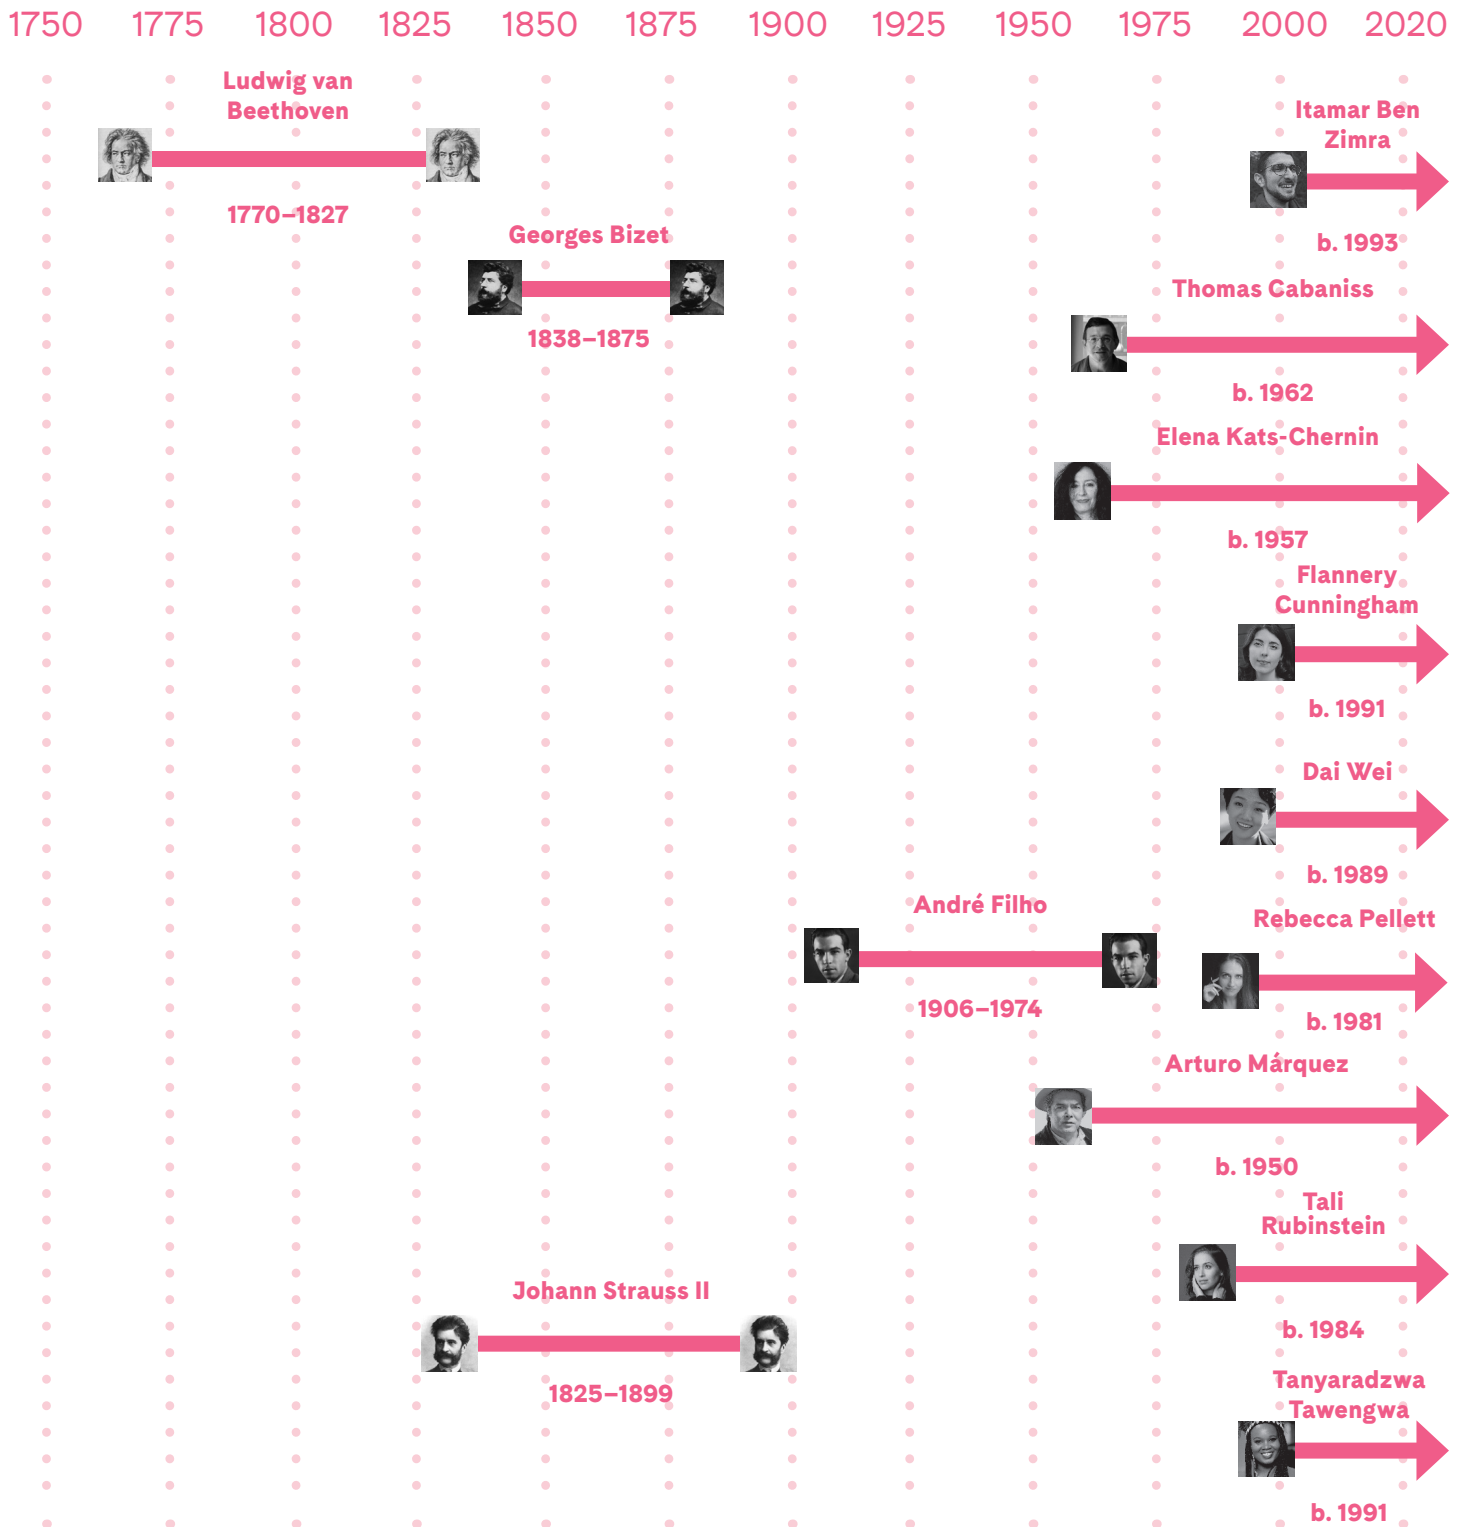 1750 1775 1800 1825 1850 1875 1900 1925 1950 1975 2000 2020
Ludwig van
Beethoven
1770–1827
Itamar Ben
Zimra
b. 1993
Georges Bizet
1838–1875
Thomas Cabaniss
b. 1962
Elena Kats-Chernin
b. 1957
Flannery
Cunningham
b. 1991
Dai Wei
b. 1989
André Filho
1906–1974
Rebecca Pellett
b. 1981
Arturo Márquez
b. 1950
Tali
Rubinstein
b. 1984
Johann Strauss II
1825–1899
Tanyaradzwa
Tawengwa
b. 1991